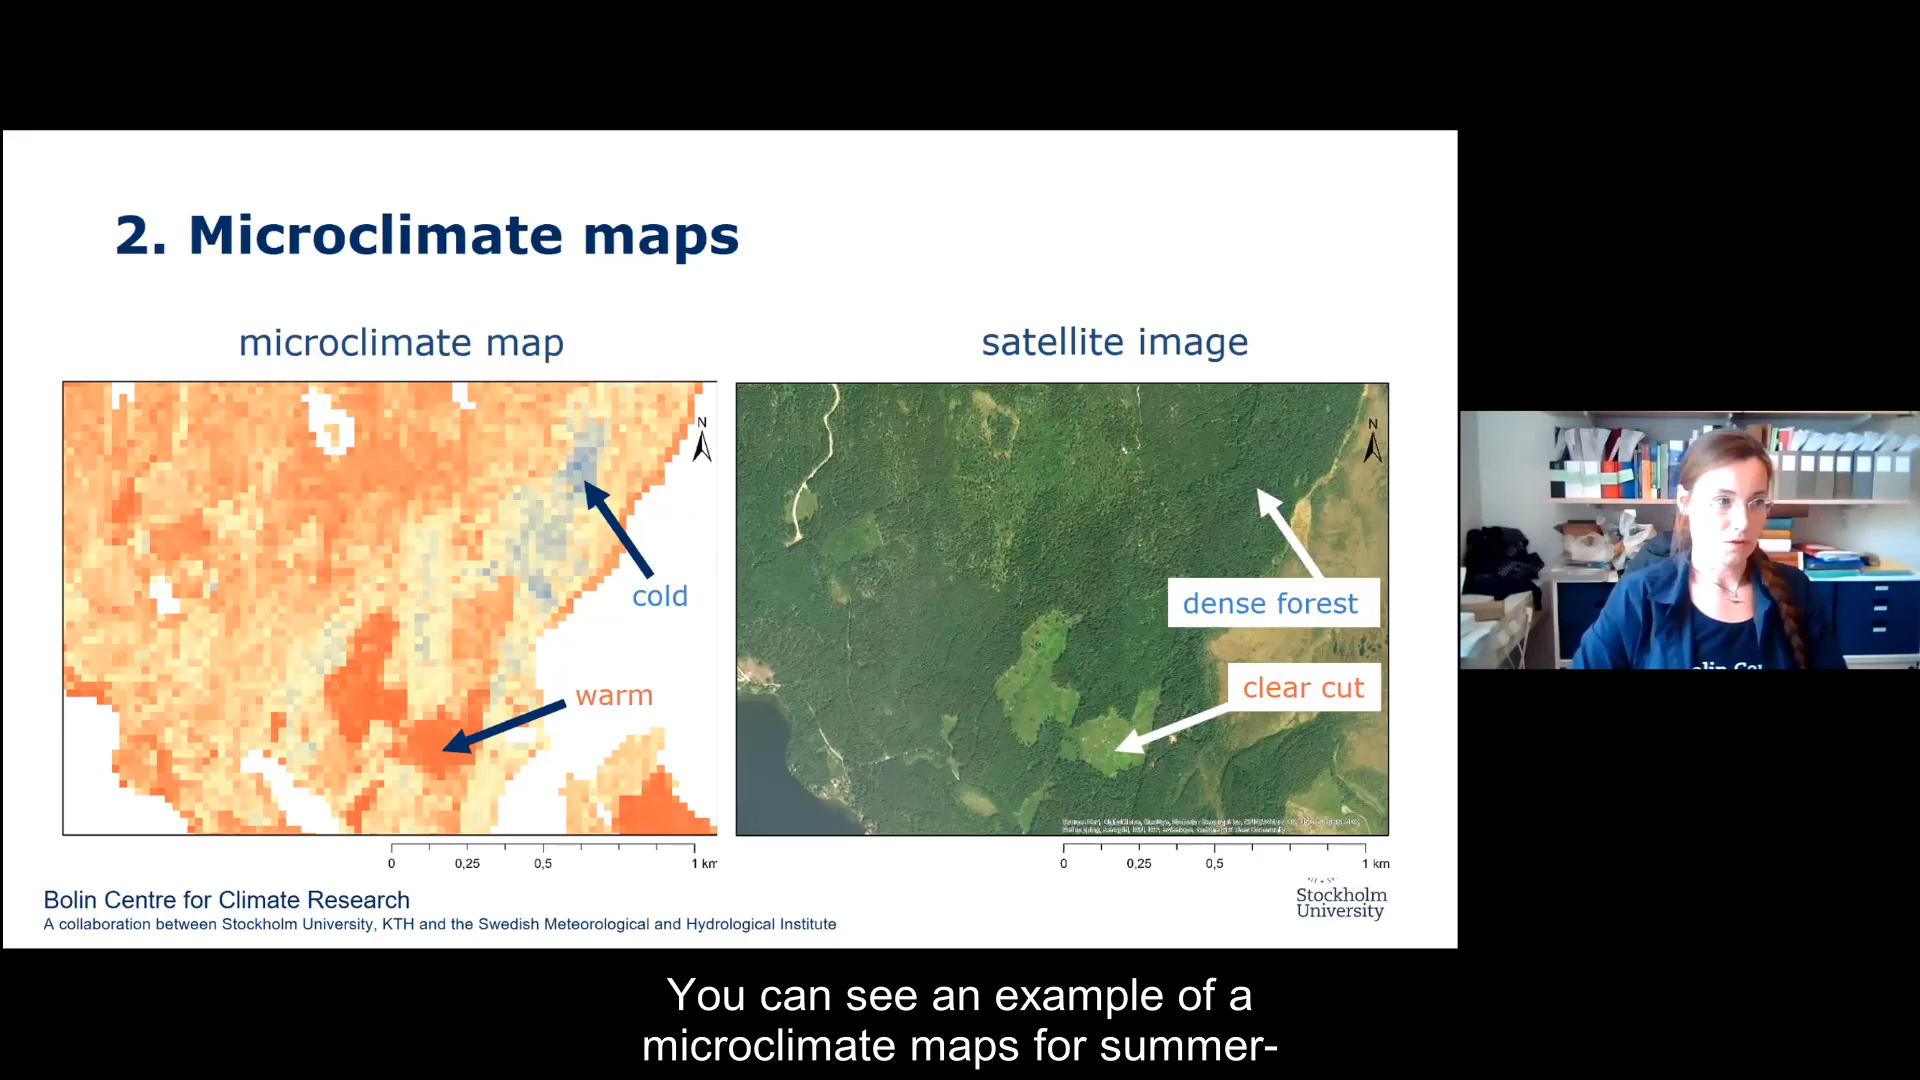 2. Microclimate maps
microclimate map
satellite image
N
N
cold
dense forest
warm
clear cut
0 0,25 0,5 1 km
0 0,25 0,5 1 km
Bolin Centre for Climate Research
A collaboration between Stockholm University, KTH and the Swedish Meteorological and Hydrological Institute
Stockholm
University
You can see an example of a
microclimate maps for summer-